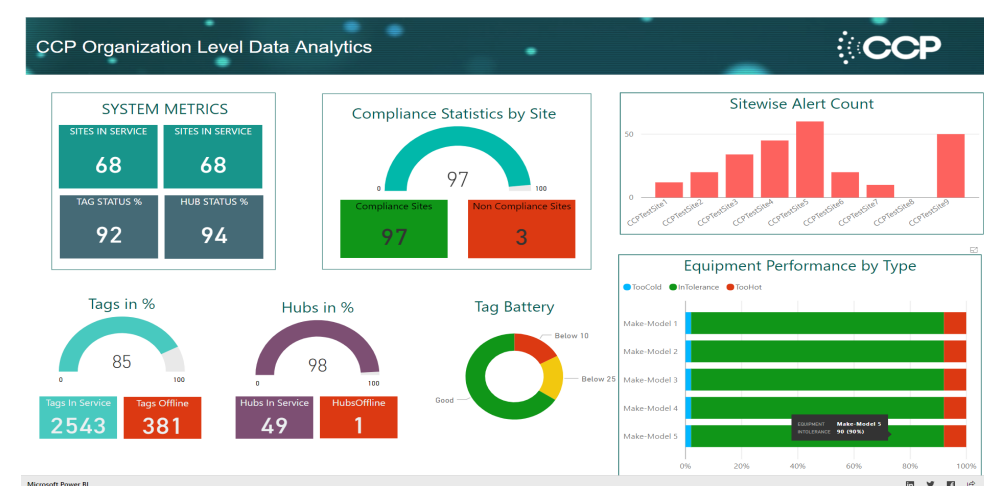 CCP Organization Level Data Analytics
CCP
SYSTEM METRICS
SITES IN SERVICE
68
SITES IN SERVICE
68
TAG STATUS %
92
HUB STATUS %
94
Compliance Statistics by Site
97
0
100
Compliance Sites
97
Non Compliance Sites
3
Sitewise Alert Count
50
0
CCPTestSite1
CCPTestSite2
CCPTestSite3
CCPTestSite4
CCPTestSite5
CCPTestSite6
CCPTestSite7
CCPTestSite8
CCPTestSite9
Tags in %
85
0
100
Tags In Service
2543
Tags Offline
381
Hubs in %
98
0
100
Hubs In Service
49
HubsOffline
1
Tag Battery
Below 10
Below 25
Good
Equipment Performance by Type
TooCold InTolerance TooHot
Make-Model 1
Make-Model 2
Make-Model 3
Make-Model 4
Make-Model 5
EQUIPMENT Make-Model 5
INTOLERANCE 90 (90%)
0% 20% 40% 60% 80% 100%
Microsoft Power BI